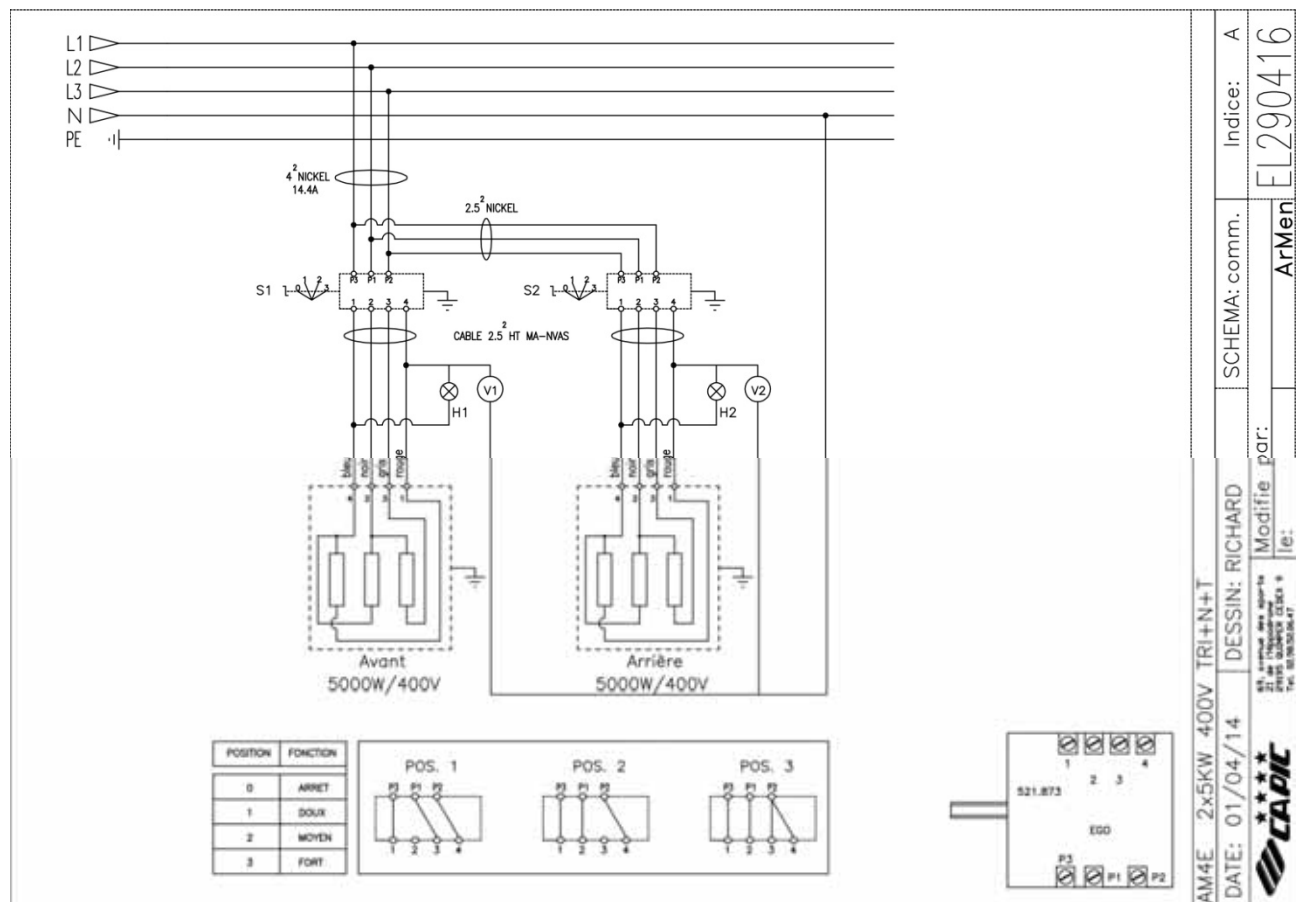 L1
L2
L3
N
PE
4² NICKEL
14.4A
2.5² NICKEL
P3 P1 P2
S1 0 1 2 3
1 2 3 4
P3 P1 P2
S2 1 2 3
1 2 3 4
CABLE 2.5² HT MA-NVAS
H1
V1
H2
V2
bleu
noir
gris
rouge
bleu
noir
gris
rouge
Avant
5000W/400V
Arrière
5000W/400V
POSITION FONCTION
0 ARRET
1 DOUX
2 MOYEN
3 FORT
POS. 1
P3 P1 P2
1 2 3 4
POS. 2
P3 P1 P2
1 2 3 4
POS. 3
P3 P1 P2
1 2 3 4
1 2 3 4
521.873
EGO
P3 P1 P2
AM4E 2x5KW 400V TRI+N+T
SCHEMA: comm.
Indice: A
DATE: 01/04/14
DESSIN: RICHARD
Modifie par:
le:
EL290416
ArMen
CAPIC